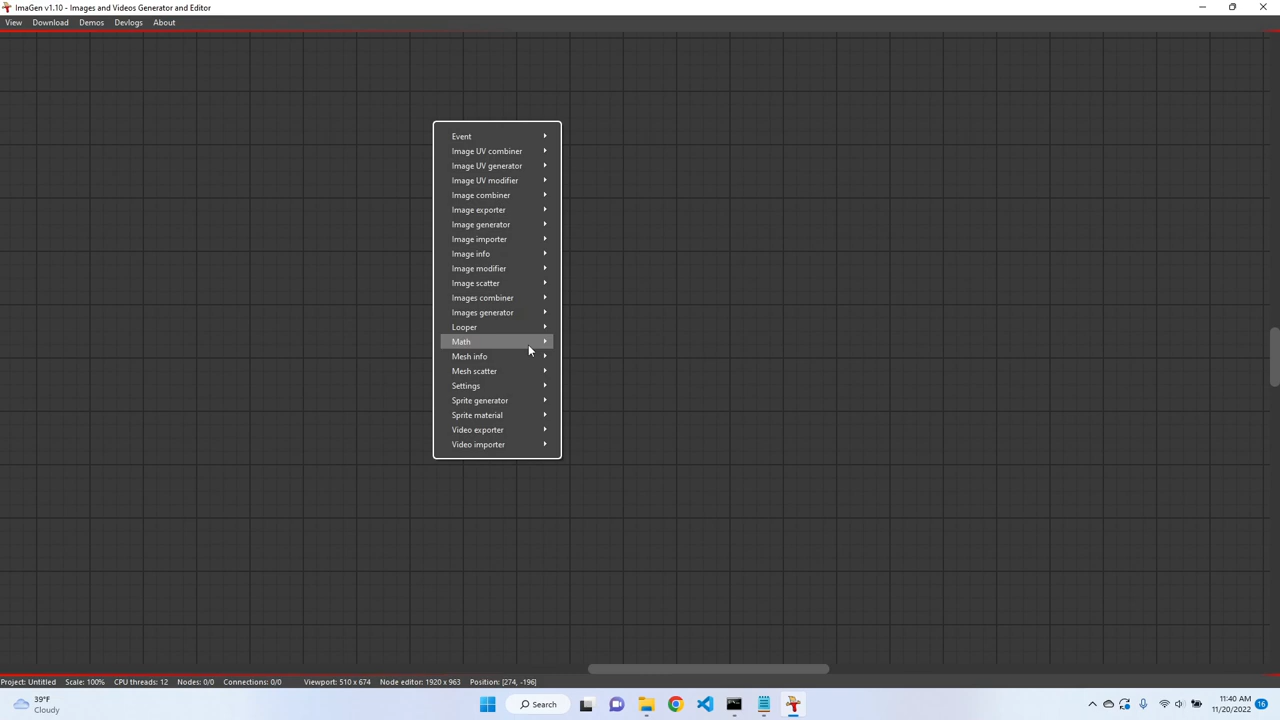 ImaGen v1.10 - Images and Videos Generator and Editor
View Download Demos Devlogs About
Event
Image UV combiner
Image UV generator
Image UV modifier
Image combiner
Image exporter
Image generator
Image importer
Image info
Image modifier
Image scatter
Images combiner
Images generator
Looper
Math
Mesh info
Mesh scatter
Settings
Sprite generator
Sprite material
Video exporter
Video importer
Project: Untitled Scale: 100% CPU threads: 12 Nodes: 0/0 Connections: 0/0 Viewport: 510 x 674 Node editor: 1920 x 963 Position: [274, -196]
39°F
Cloudy
Search
11:40 AM
11/20/2022
16